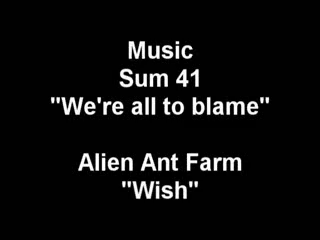 Music
Sum 41
"We're all to blame"
Alien Ant Farm
"Wish"